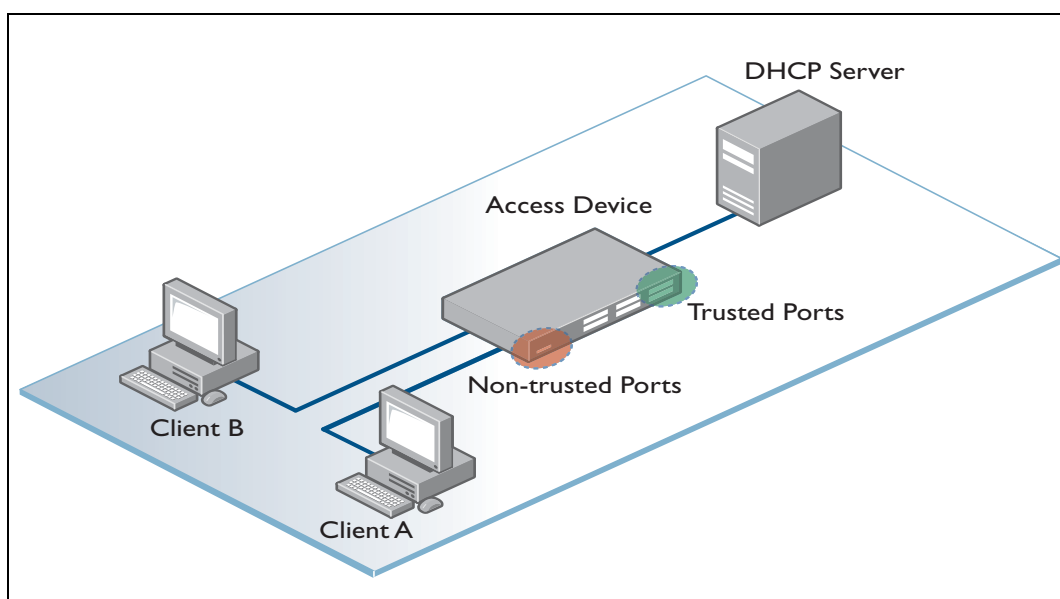 DHCP Server
Access Device
Trusted Ports
Non-trusted Ports
Client B
Client A